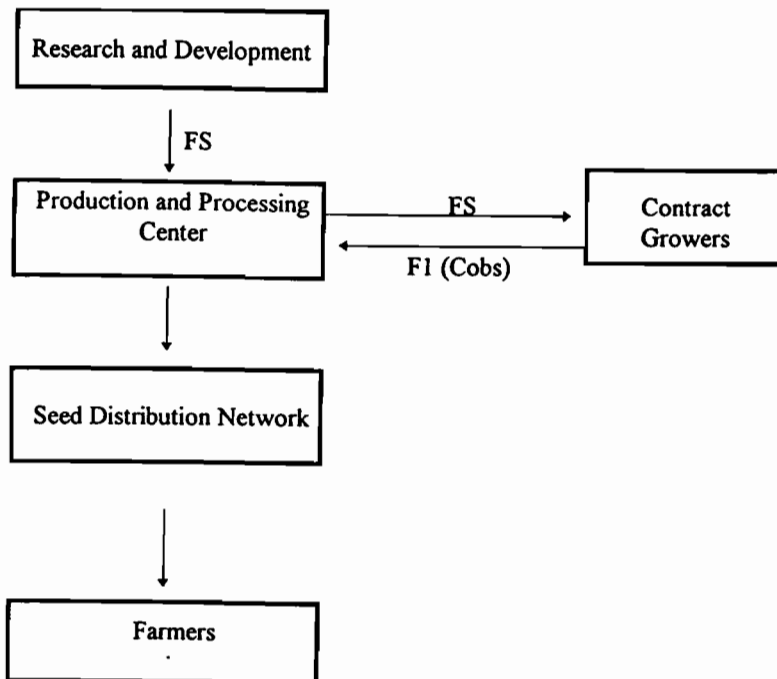 Research and Development
FS
Production and Processing
Center
FS
Contract
Growers
F1 (Cobs)
Seed Distribution Network
Farmers